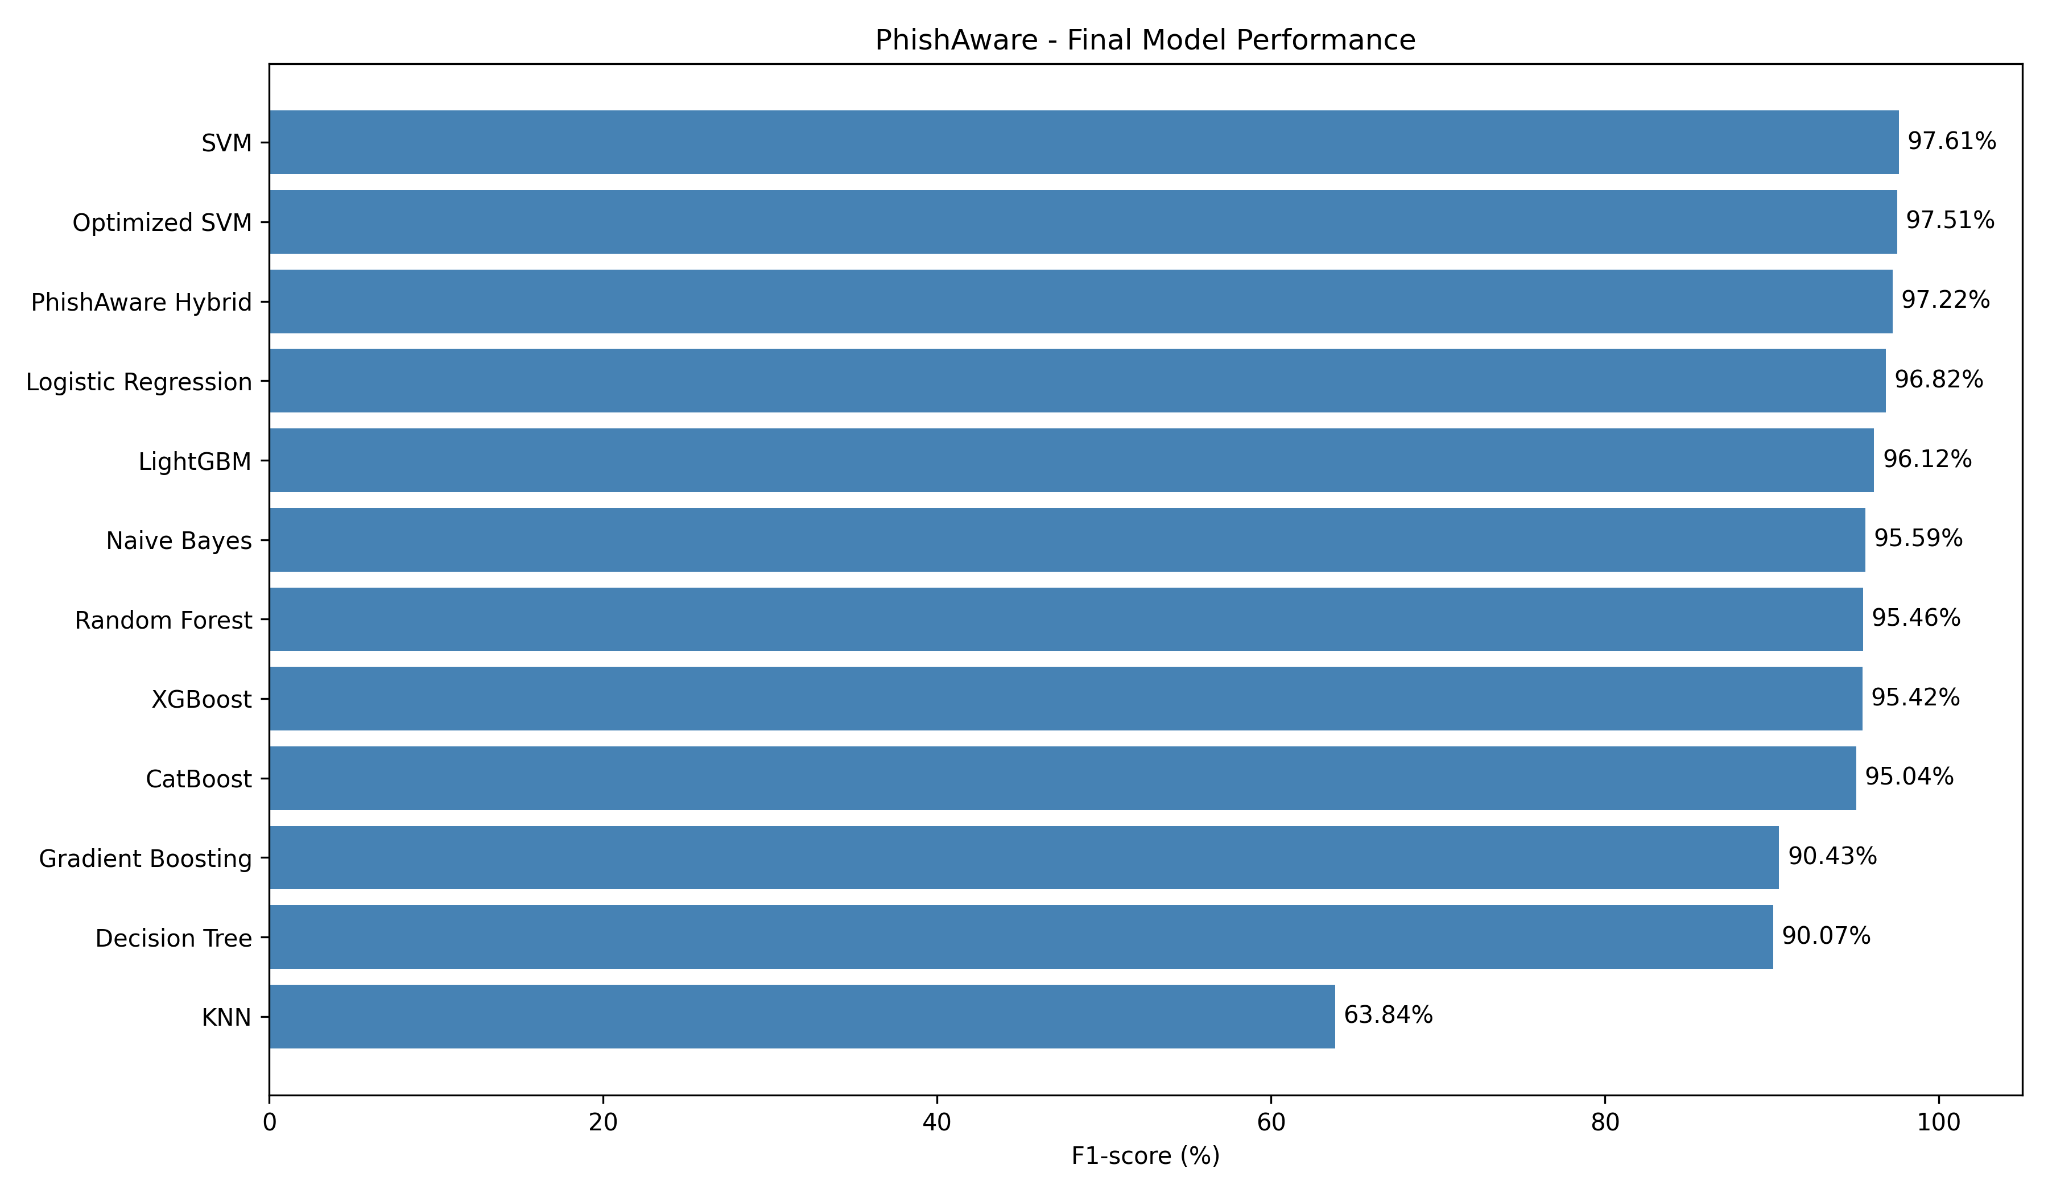 PhishAware - Final Model Performance
SVM 97.61%
Optimized SVM 97.51%
PhishAware Hybrid 97.22%
Logistic Regression 96.82%
LightGBM 96.12%
Naive Bayes 95.59%
Random Forest 95.46%
XGBoost 95.42%
CatBoost 95.04%
Gradient Boosting 90.43%
Decision Tree 90.07%
KNN 63.84%
0 20 40 60 80 100
F1-score (%)